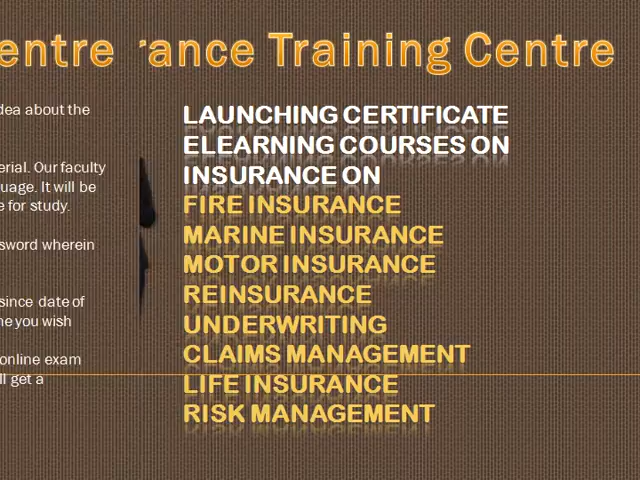 entre
ance Training Centre
dea about the
erial. Our faculty
uage. It will be
e for study.
sword wherein
since date of
ne you wish
online exam
ll get a
LAUNCHING CERTIFICATE
ELEARNING COURSES ON
INSURANCE ON
FIRE INSURANCE
MARINE INSURANCE
MOTOR INSURANCE
REINSURANCE
UNDERWRITING
CLAIMS MANAGEMENT
LIFE INSURANCE
RISK MANAGEMENT